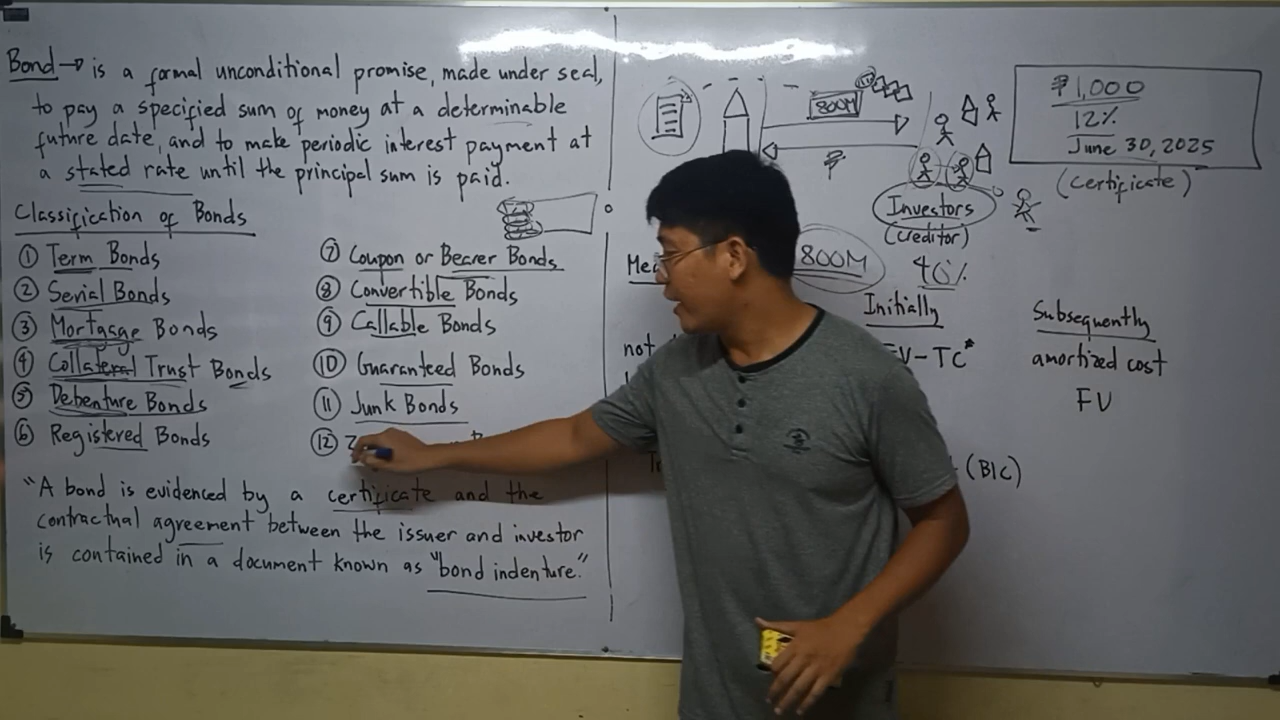 Bond → is a formal unconditional promise, made under seal,
to pay a specified sum of money at a determinable
future date, and to make periodic interest payment at
a stated rate until the principal sum is paid.
Classification of Bonds
① Term Bonds
② Serial Bonds
③ Mortgage Bonds
④ Collateral Trust Bonds
⑤ Debenture Bonds
⑥ Registered Bonds
⑦ Coupon or Bearer Bonds
⑧ Convertible Bonds
⑨ Callable Bonds
⑩ Guaranteed Bonds
⑪ Junk Bonds
⑫ Z
"A bond is evidenced by a certificate and the
contractual agreement between the issuer and investor
is contained in a document known as "bond indenture."
800M
₱
Investors
(creditor)
₱1,000
12%
June 30, 2025
(certificate)
800M
40%
Mea
not
Initially
FV-TC*
(BIC)
Subsequently
amortized cost
FV